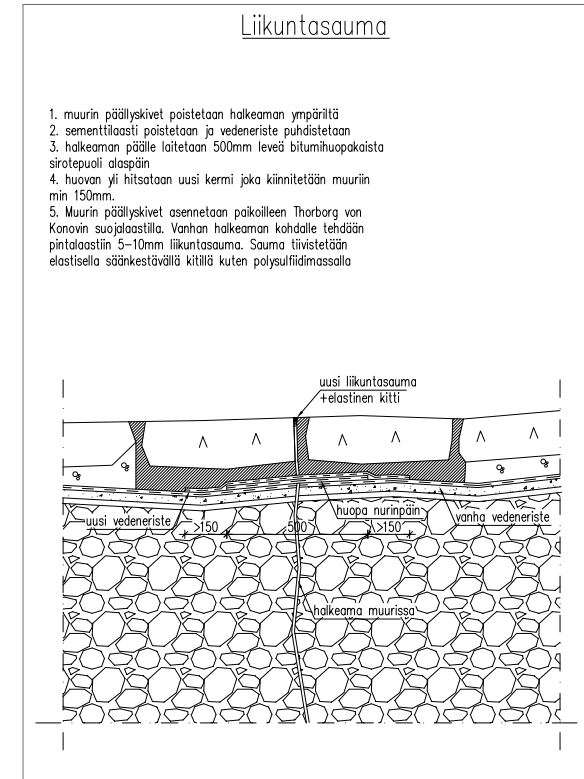 Liikuntasauma
1. muurin päällyskivet poistetaan halkeaman ympäriltä
2. sementtilaasti poistetaan ja vedeneriste puhdistetaan
3. halkeaman päälle laitetaan 500mm leveä bitumihuopakaista
sirotepuoli alaspäin
4. huovan yli hitsataan uusi kermi joka kiinnitetään muuriin
min 150mm.
5. Muurin päällyskivet asennetaan paikoilleen Thorborg von
Konovin suojalaastilla. Vanhan halkeaman kohdalle tehdään
pintalaastiin 5-10mm liikuntasauma. Sauma tiivistetään
elastisella säänkestävällä kitillä kuten polysulfiidimassalla
uusi liikuntasauma
+elastinen kitti
huopa nurinpäin
uusi vedeneriste
vanha vedeneriste
>150
500
>150
halkeama muurissa